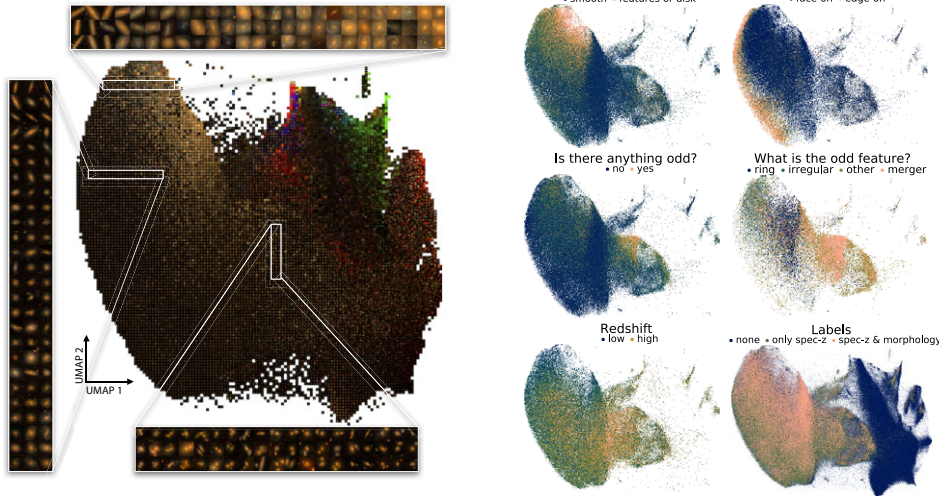 smooth features or disk
face-on edge-on
Is there anything odd?
no yes
What is the odd feature?
ring irregular other merger
Redshift
low high
Labels
none only spec-z spec-z & morphology
UMAP 2
UMAP 1